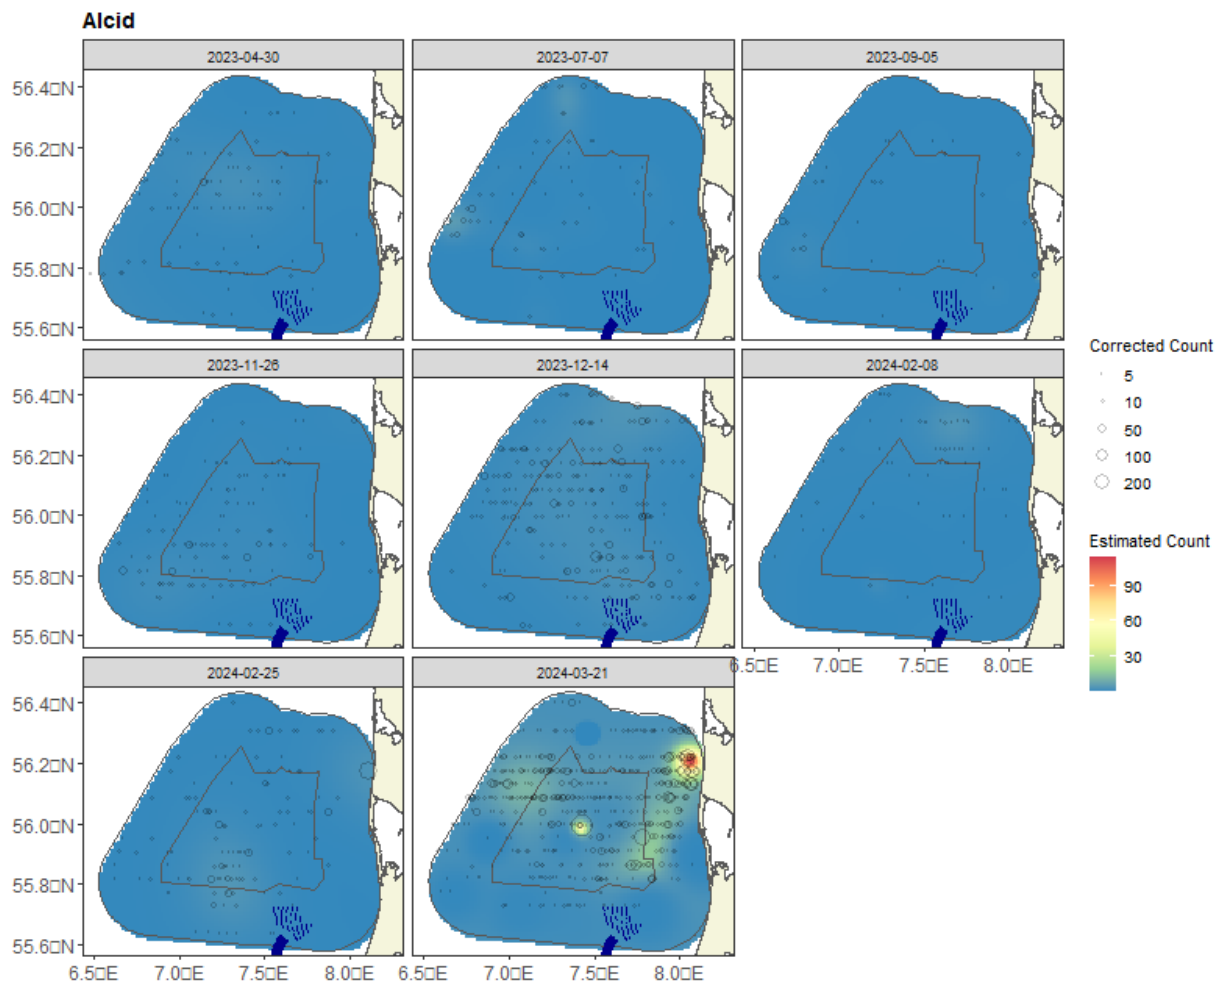 Alcid
2023-04-30 2023-07-07 2023-09-05
56.4□N
56.2□N
56.0□N
55.8□N
55.6□N
2023-11-26 2023-12-14 2024-02-08
56.4□N
56.2□N
56.0□N
55.8□N
55.6□N
6.5□E 7.0□E 7.5□E 8.0□E
2024-02-25 2024-03-21
56.4□N
56.2□N
56.0□N
55.8□N
55.6□N
6.5□E 7.0□E 7.5□E 8.0□E 6.5□E 7.0□E 7.5□E 8.0□E
Corrected Count
5
10
50
100
200
Estimated Count
90
60
30